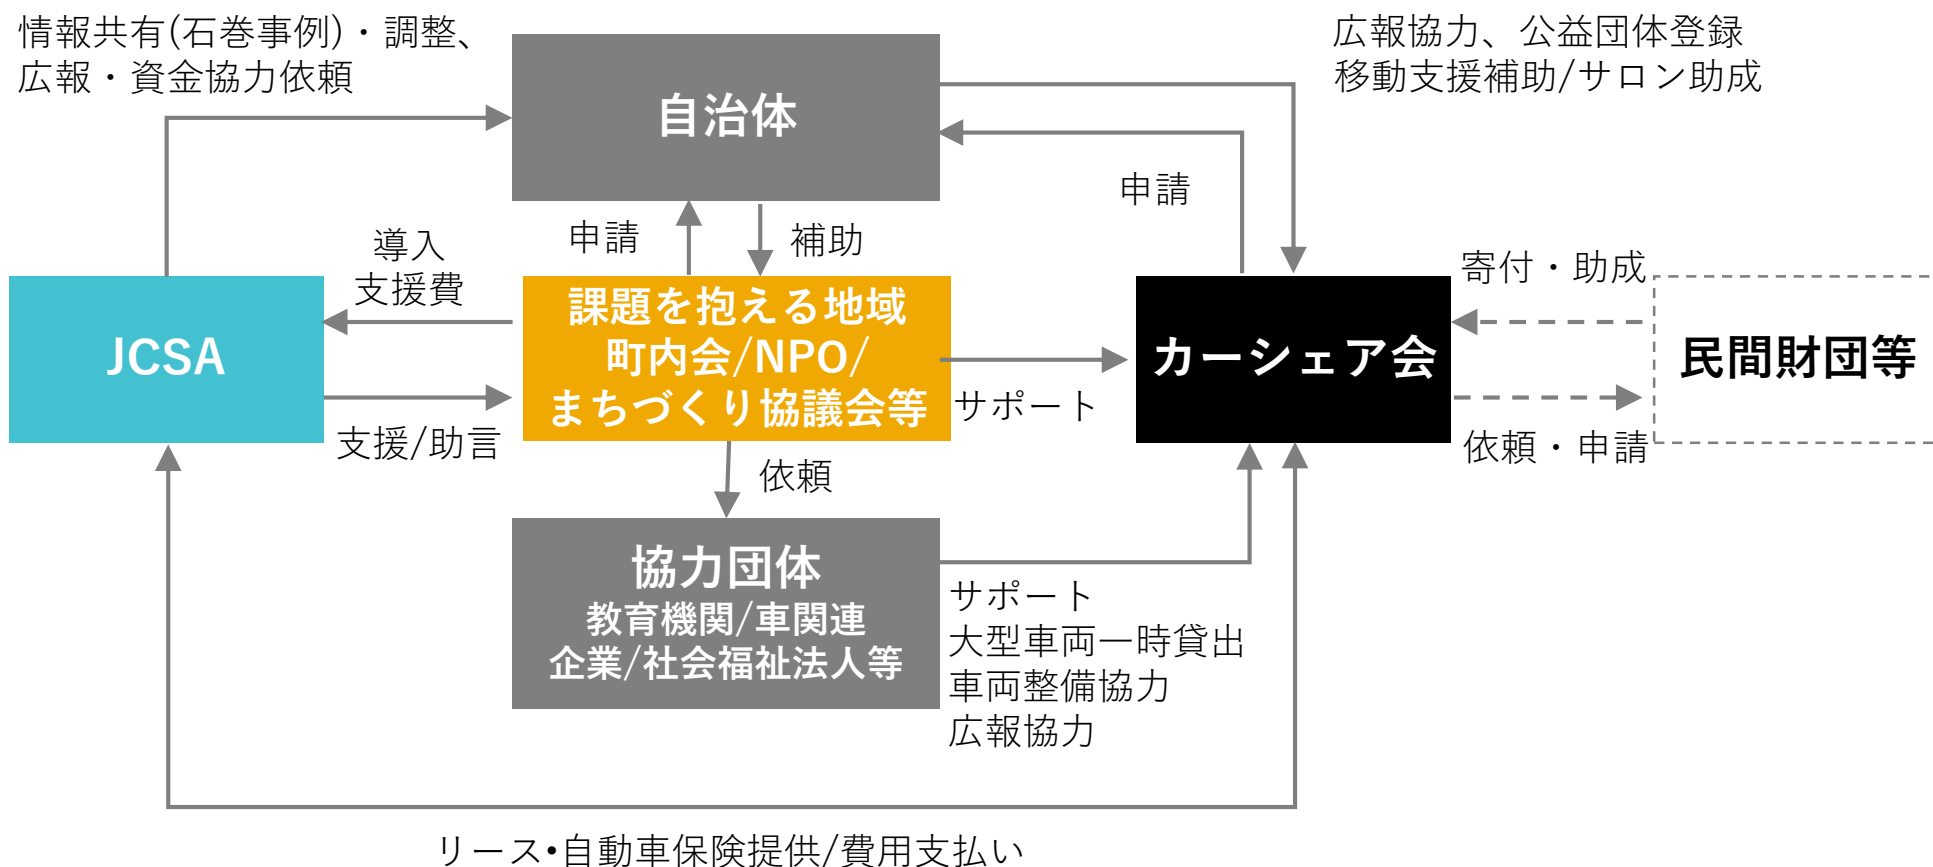 情報共有(石巻事例)・調整、
広報・資金協力依頼
広報協力、公益団体登録
移動支援補助/サロン助成
自治体
申請
申請
補助
導入
支援費
寄付・助成
課題を抱える地域
町内会/NPO/
まちづくり協議会等
JCSA
カーシェア会
民間財団等
サポート
支援/助言
依頼・申請
依頼
協力団体
教育機関/車関連
企業/社会福祉法人等
サポート
大型車両一時貸出
車両整備協力
広報協力
リース•自動車保険提供/費用支払い